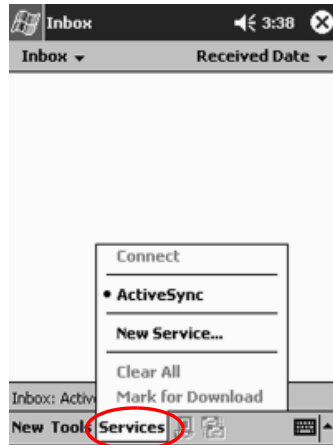 Inbox 3:38
Inbox Received Date
Connect
ActiveSync
New Service...
Clear All
Inbox: Activ
Mark for Download
New Tools Services